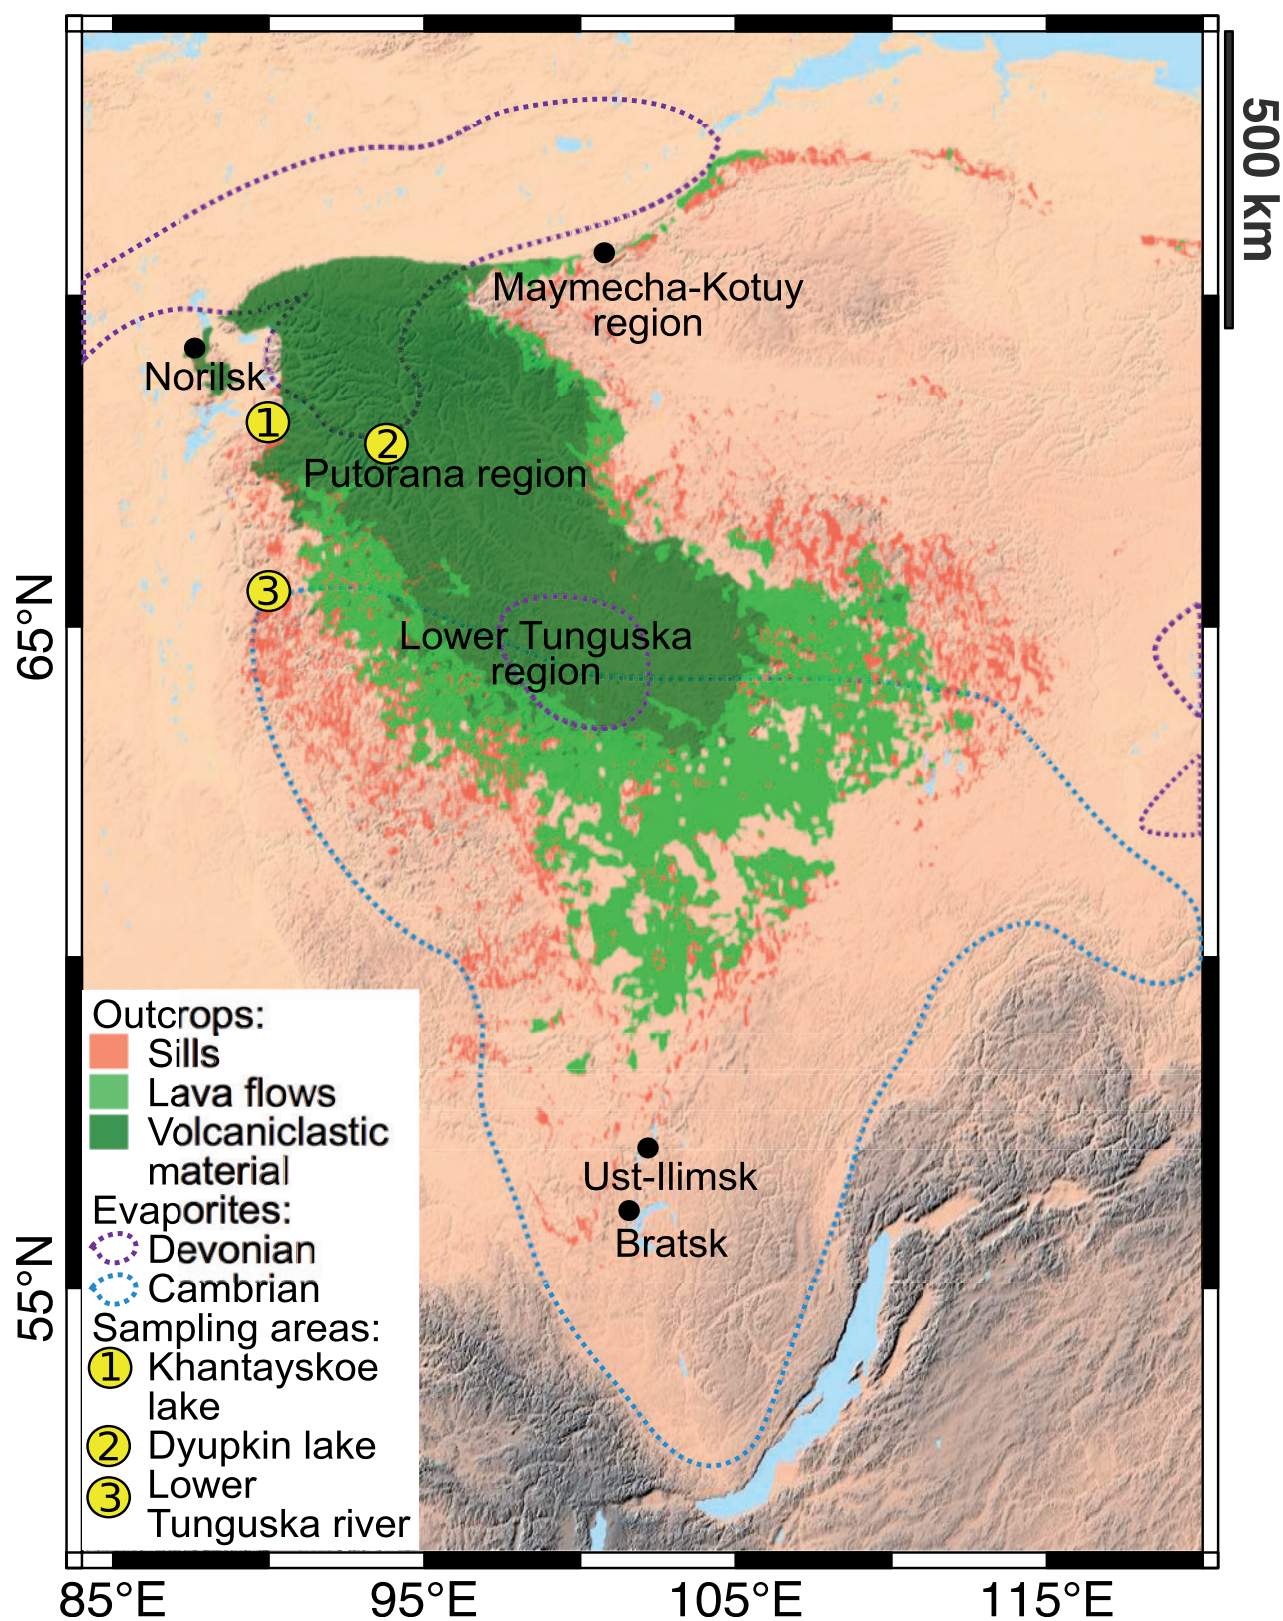 500 km
Maymecha-Kotuy
region
Norilsk
1
2
Putorana region
3
65°N
Lower Tunguska
region
Outcrops:
Sills
Lava flows
Volcaniclastic
material
Ust-Ilimsk
Evaporites:
Bratsk
Devonian
55°N
Cambrian
Sampling areas:
1 Khantayskoe
lake
2 Dyupkin lake
3 Lower
Tunguska river
85°E 95°E 105°E 115°E